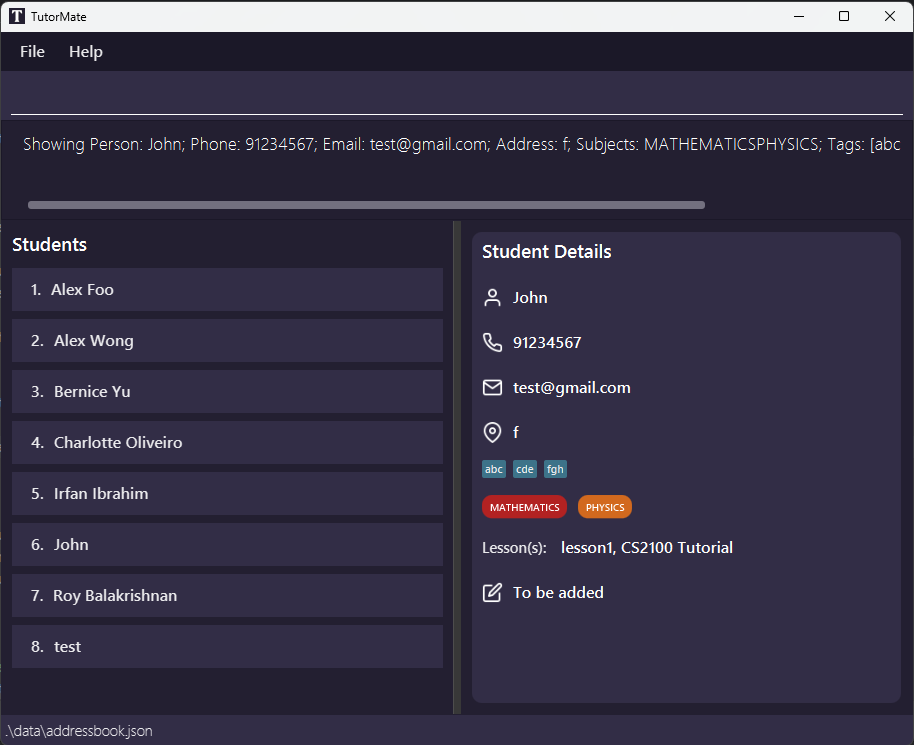 TutorMate
File Help
Showing Person: John; Phone: 91234567; Email: test@gmail.com; Address: f; Subjects: MATHEMATICSPHYSICS; Tags: [abc
Students
1. Alex Foo
2. Alex Wong
3. Bernice Yu
4. Charlotte Oliveiro
5. Irfan Ibrahim
6. John
7. Roy Balakrishnan
8. test
Student Details
John
91234567
test@gmail.com
f
abc cde fgh
MATHEMATICS PHYSICS
Lesson(s): lesson1, CS2100 Tutorial
To be added
.\data\addressbook.json